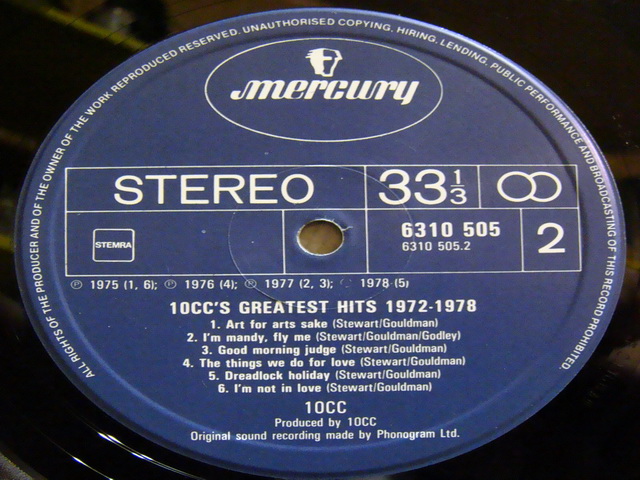 ALL RIGHTS OF THE PRODUCER AND OF THE OWNER OF THE WORK REPRODUCED RESERVED. UNAUTHORISED COPYING, HIRING, LENDING, PUBLIC PERFORMANCE AND BROADCASTING OF THIS RECORD PROHIBITED.
mercury
STEREO
33 1/3
STEMRA
6310 505
6310 505.2
2
Ⓟ 1975 (1, 6); Ⓟ 1976 (4); Ⓟ 1977 (2, 3); 1978 (5)
10CC'S GREATEST HITS 1972-1978
1. Art for arts sake (Stewart/Gouldman)
2. I'm mandy, fly me (Stewart/Gouldman/Godley)
3. Good morning judge (Stewart/Gouldman)
4. The things we do for love (Stewart/Gouldman)
5. Dreadlock holiday (Stewart/Gouldman)
6. I'm not in love (Stewart/Gouldman)
10CC
Produced by 10CC
Original sound recording made by Phonogram Ltd.